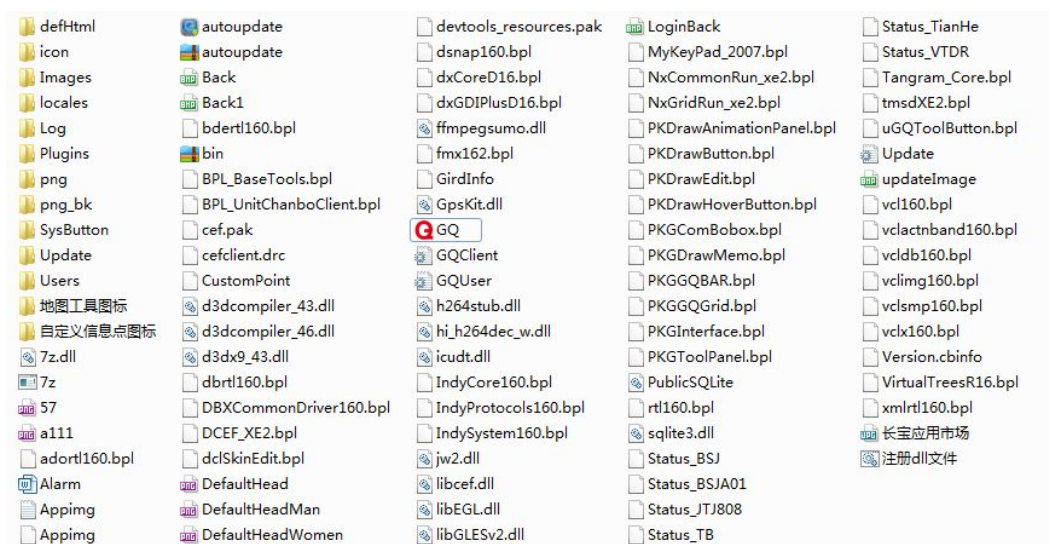 defHtml
icon
Images
locales
Log
Plugins
png
png_bk
SysButton
Update
Users
地图工具图标
自定义信息点图标
7z.dll
7z
57
a111
adortl160.bpl
Alarm
Appimg
Appimg
autoupdate
autoupdate
Back
Back1
bdertl160.bpl
bin
BPL_BaseTools.bpl
BPL_UnitChanboClient.bpl
cef.pak
cefclient.drc
CustomPoint
d3dcompiler_43.dll
d3dcompiler_46.dll
d3dx9_43.dll
dbrtl160.bpl
DBXCommonDriver160.bpl
DCEF_XE2.bpl
dclSkinEdit.bpl
DefaultHead
DefaultHeadMan
DefaultHeadWomen
devtools_resources.pak
dsnap160.bpl
dxCoreD16.bpl
dxGDIPlusD16.bpl
ffmpegsumo.dll
fmx162.bpl
GirdInfo
GpsKit.dll
GQ
GQClient
GQUser
h264stub.dll
hi_h264dec_w.dll
icudt.dll
IndyCore160.bpl
IndyProtocols160.bpl
IndySystem160.bpl
jw2.dll
libcef.dll
libEGL.dll
libGLESv2.dll
LoginBack
MyKeyPad_2007.bpl
NxCommonRun_xe2.bpl
NxGridRun_xe2.bpl
PKDrawAnimationPanel.bpl
PKDrawButton.bpl
PKDrawEdit.bpl
PKDrawHoverButton.bpl
PKGComBobox.bpl
PKGDrawMemo.bpl
PKGGQBAR.bpl
PKGGQGrid.bpl
PKGInterface.bpl
PKGToolPanel.bpl
PublicSQLite
rtl160.bpl
sqlite3.dll
Status_BSJ
Status_BSJA01
Status_JTJ808
Status_TB
Status_TianHe
Status_VTDR
Tangram_Core.bpl
tmsdXE2.bpl
uGQToolButton.bpl
Update
updateImage
vcl160.bpl
vclactnband160.bpl
vcldb160.bpl
vclimg160.bpl
vclsmp160.bpl
vclx160.bpl
Version.cbinfo
VirtualTreesR16.bpl
xmlrtl160.bpl
长宝应用市场
注册dll文件